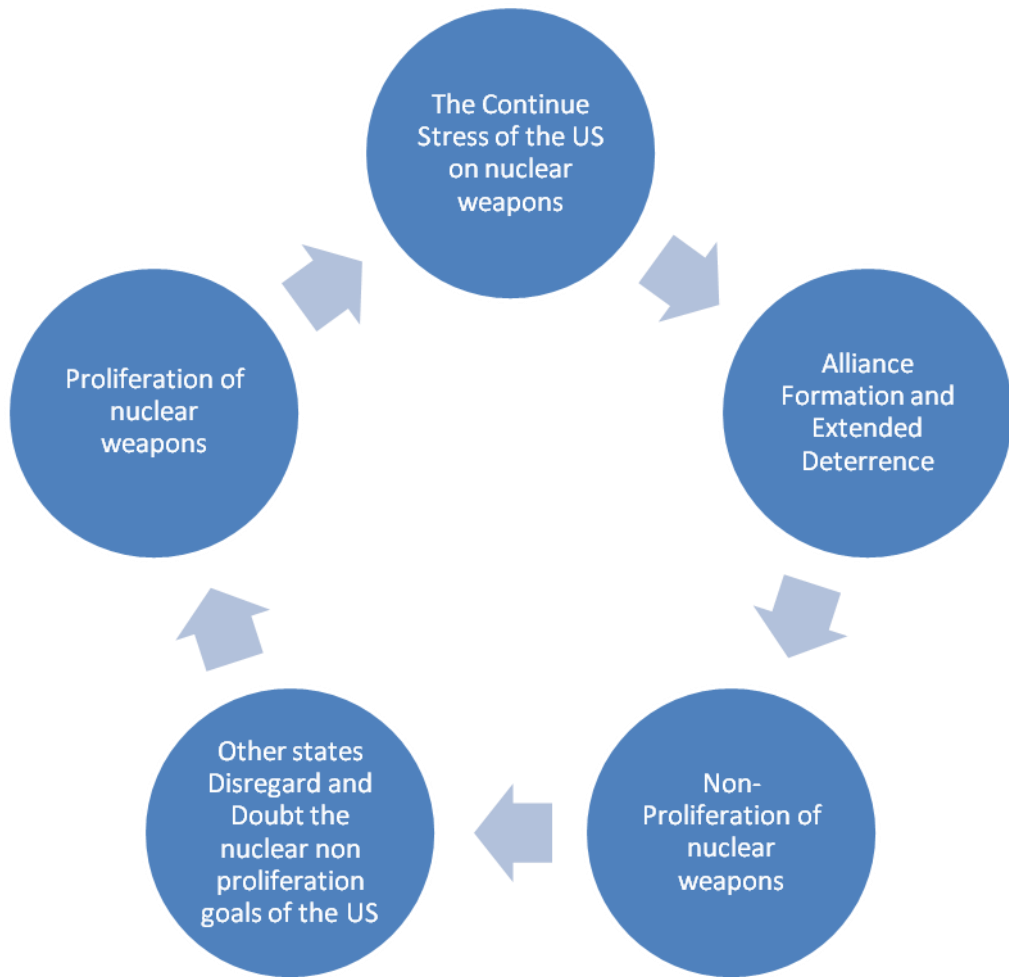 The Continue
Stress of the US
on nuclear
weapons
Alliance
Formation and
Extended
Deterrence
Non-
Proliferation of
nuclear
weapons
Other states
Disregard and
Doubt the
nuclear non
proliferation
goals of the US
Proliferation of
nuclear
weapons